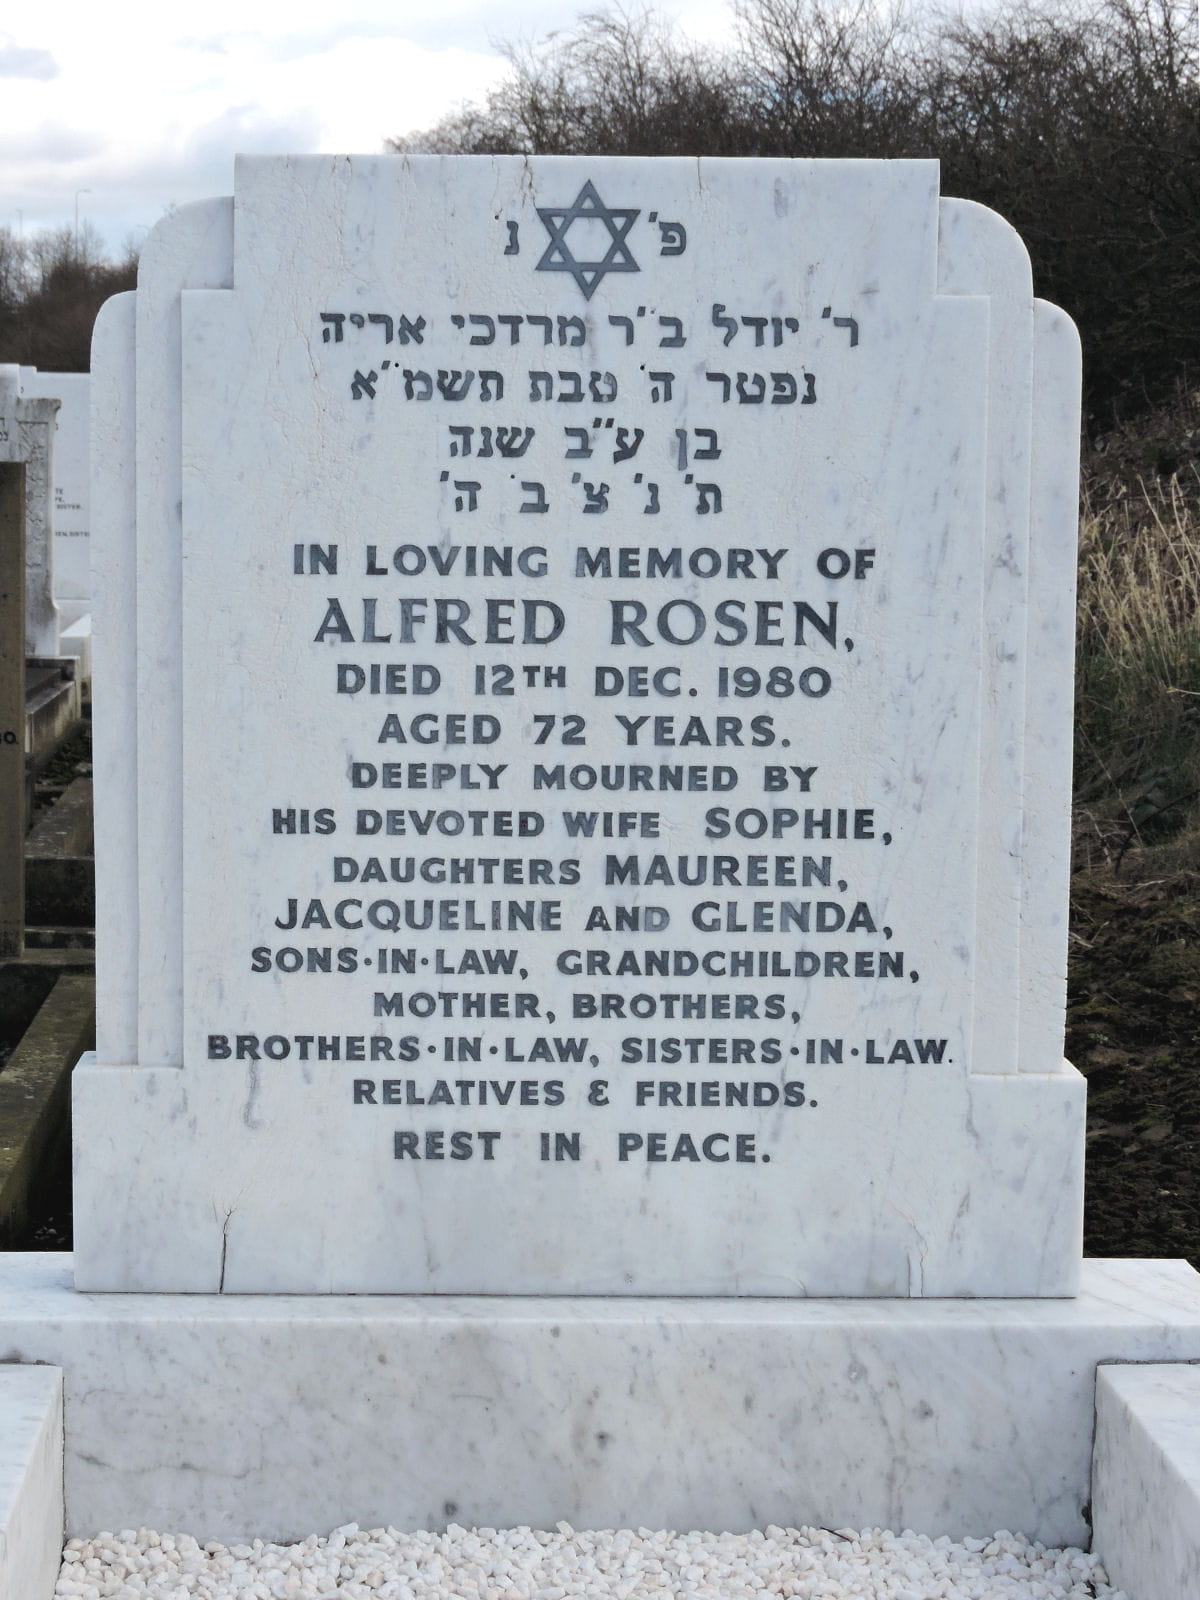 פ' נ'
ר' יודל ב"ר מרדכי אריה
נפטר ה' טבת תשמ"א
בן ע"ב שנה
ת' נ' צ' ב' ה'
IN LOVING MEMORY OF
ALFRED ROSEN,
DIED 12TH DEC. 1980
AGED 72 YEARS.
DEEPLY MOURNED BY
HIS DEVOTED WIFE SOPHIE,
DAUGHTERS MAUREEN,
JACQUELINE AND GLENDA,
SONS·IN·LAW, GRANDCHILDREN,
MOTHER, BROTHERS,
BROTHERS·IN·LAW, SISTERS·IN·LAW.
RELATIVES & FRIENDS.
REST IN PEACE.